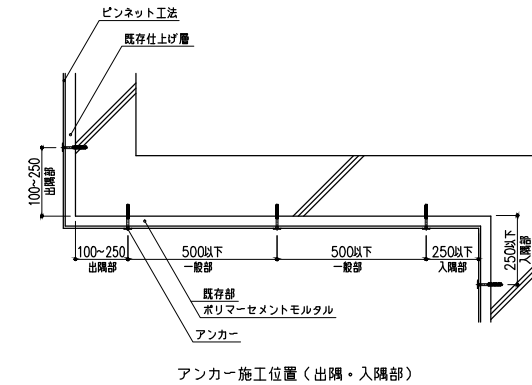 ピンネット工法
既存仕上げ層
100~250
出隅部
100~250
出隅部
500以下
一般部
500以下
一般部
250以下
入隅部
250以下
入隅部
既存部
ポリマーセメントモルタル
アンカー
アンカー施工位置（出隅・入隅部）